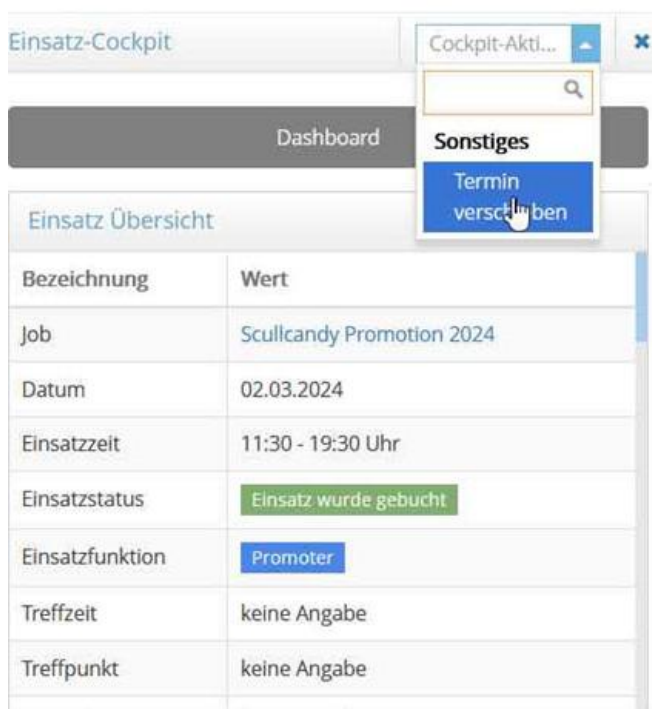 Einsatz-Cockpit
Cockpit-Akti...
Dashboard
Sonstiges
Termin
Einsatz Übersicht
Bezeichnung Wert
Job Scullcandy Promotion 2024
Datum 02.03.2024
Einsatzzeit 11:30 - 19:30 Uhr
Einsatzstatus Einsatz wurde gebucht
Einsatzfunktion Promoter
Treffzeit keine Angabe
Treffpunkt keine Angabe